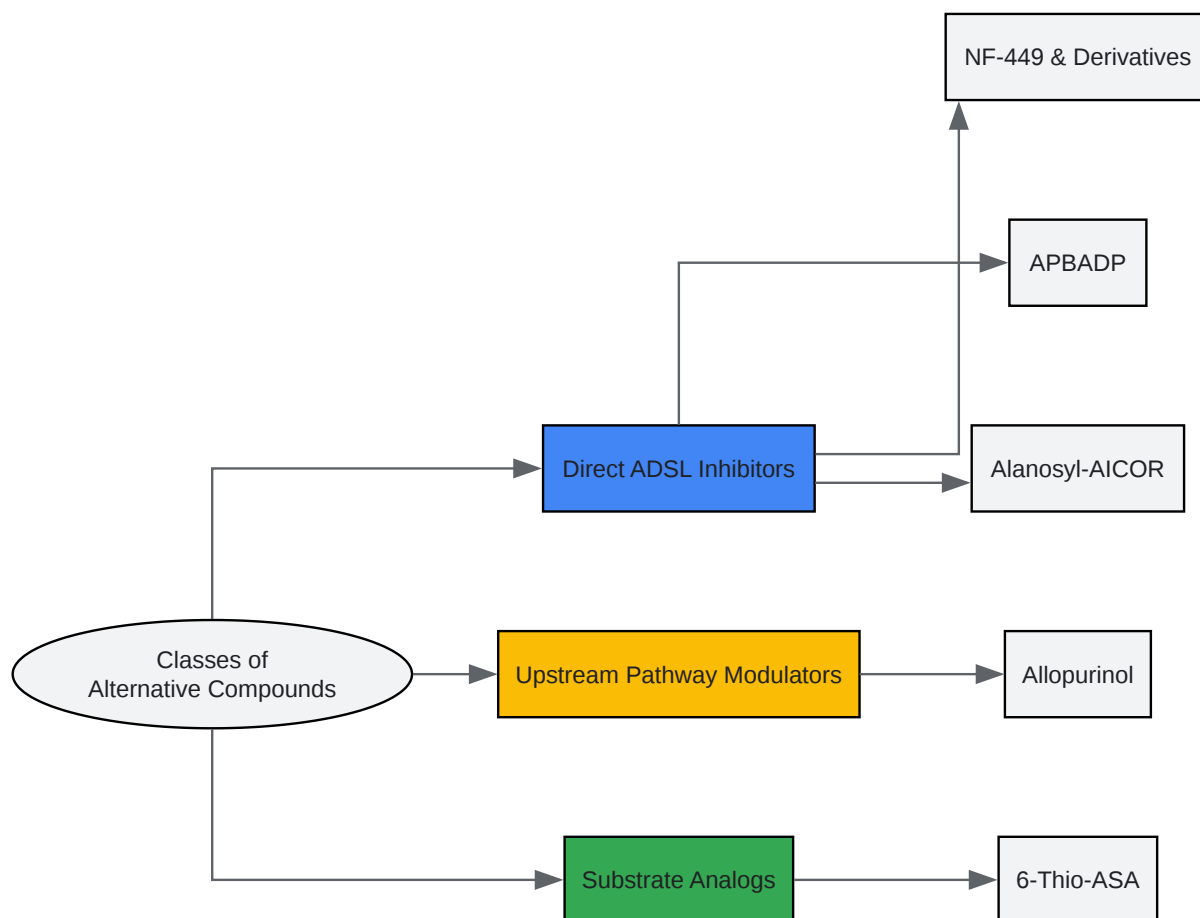 NF-449 & Derivatives
APBADP
Direct ADSL Inhibitors
Alanosyl-AICOR
Classes of
Alternative Compounds
Upstream Pathway Modulators
Allopurinol
Substrate Analogs
6-Thio-ASA